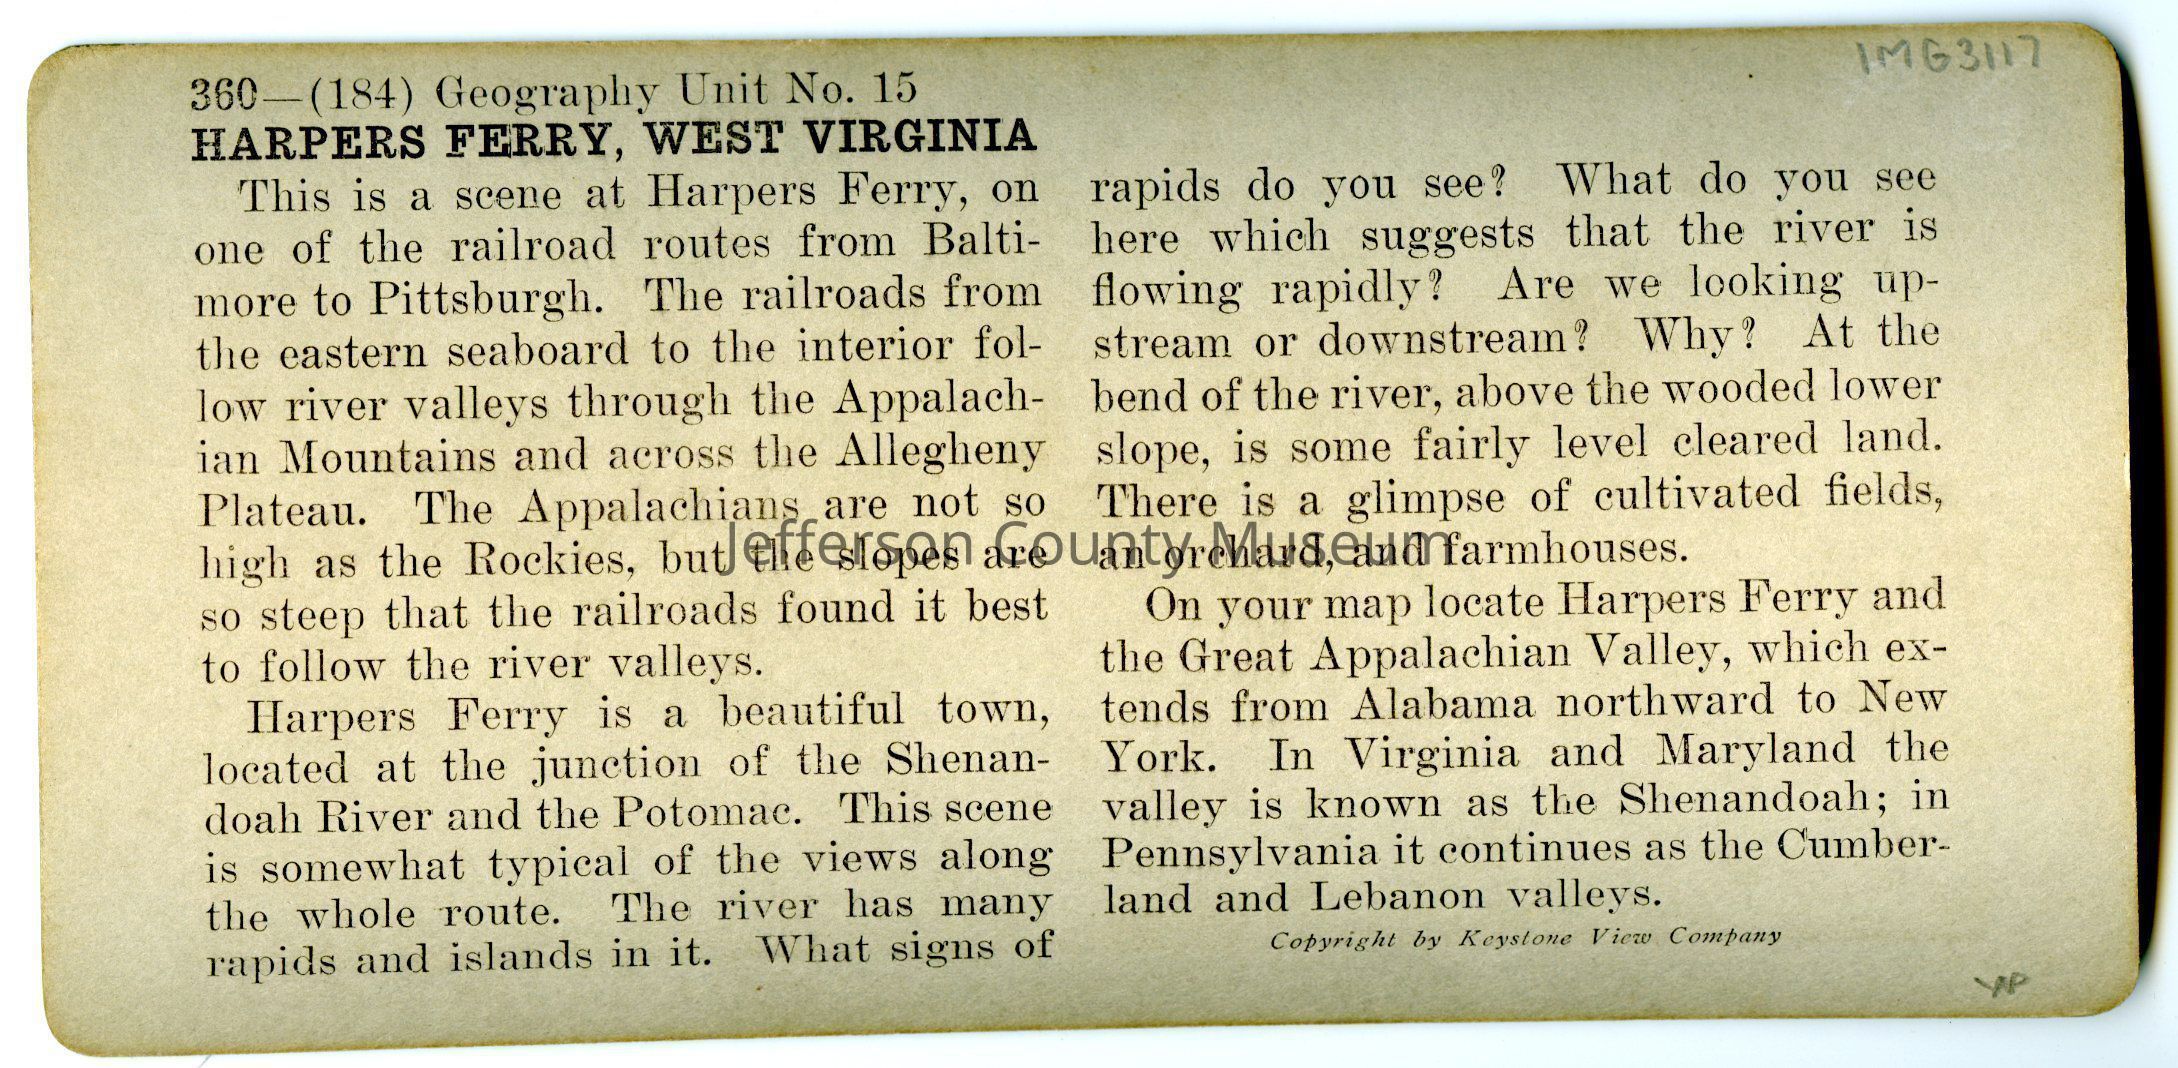 IMG3117
360—(184) Geography Unit No. 15
HARPERS FERRY, WEST VIRGINIA
This is a scene at Harpers Ferry, on
one of the railroad routes from Balti-
more to Pittsburgh. The railroads from
the eastern seaboard to the interior fol-
low river valleys through the Appalach-
ian Mountains and across the Allegheny
Plateau. The Appalachians are not so
high as the Rockies, but the slopes are
so steep that the railroads found it best
to follow the river valleys.
Harpers Ferry is a beautiful town,
located at the junction of the Shenan-
doah River and the Potomac. This scene
is somewhat typical of the views along
the whole route. The river has many
rapids and islands in it. What signs of
rapids do you see? What do you see
here which suggests that the river is
flowing rapidly? Are we looking up-
stream or downstream? Why? At the
bend of the river, above the wooded lower
slope, is some fairly level cleared land.
There is a glimpse of cultivated fields,
an orchard, and farmhouses.
On your map locate Harpers Ferry and
the Great Appalachian Valley, which ex-
tends from Alabama northward to New
York. In Virginia and Maryland the
valley is known as the Shenandoah; in
Pennsylvania it continues as the Cumber-
land and Lebanon valleys.
Copyright by Keystone View Company
Jefferson County Museum